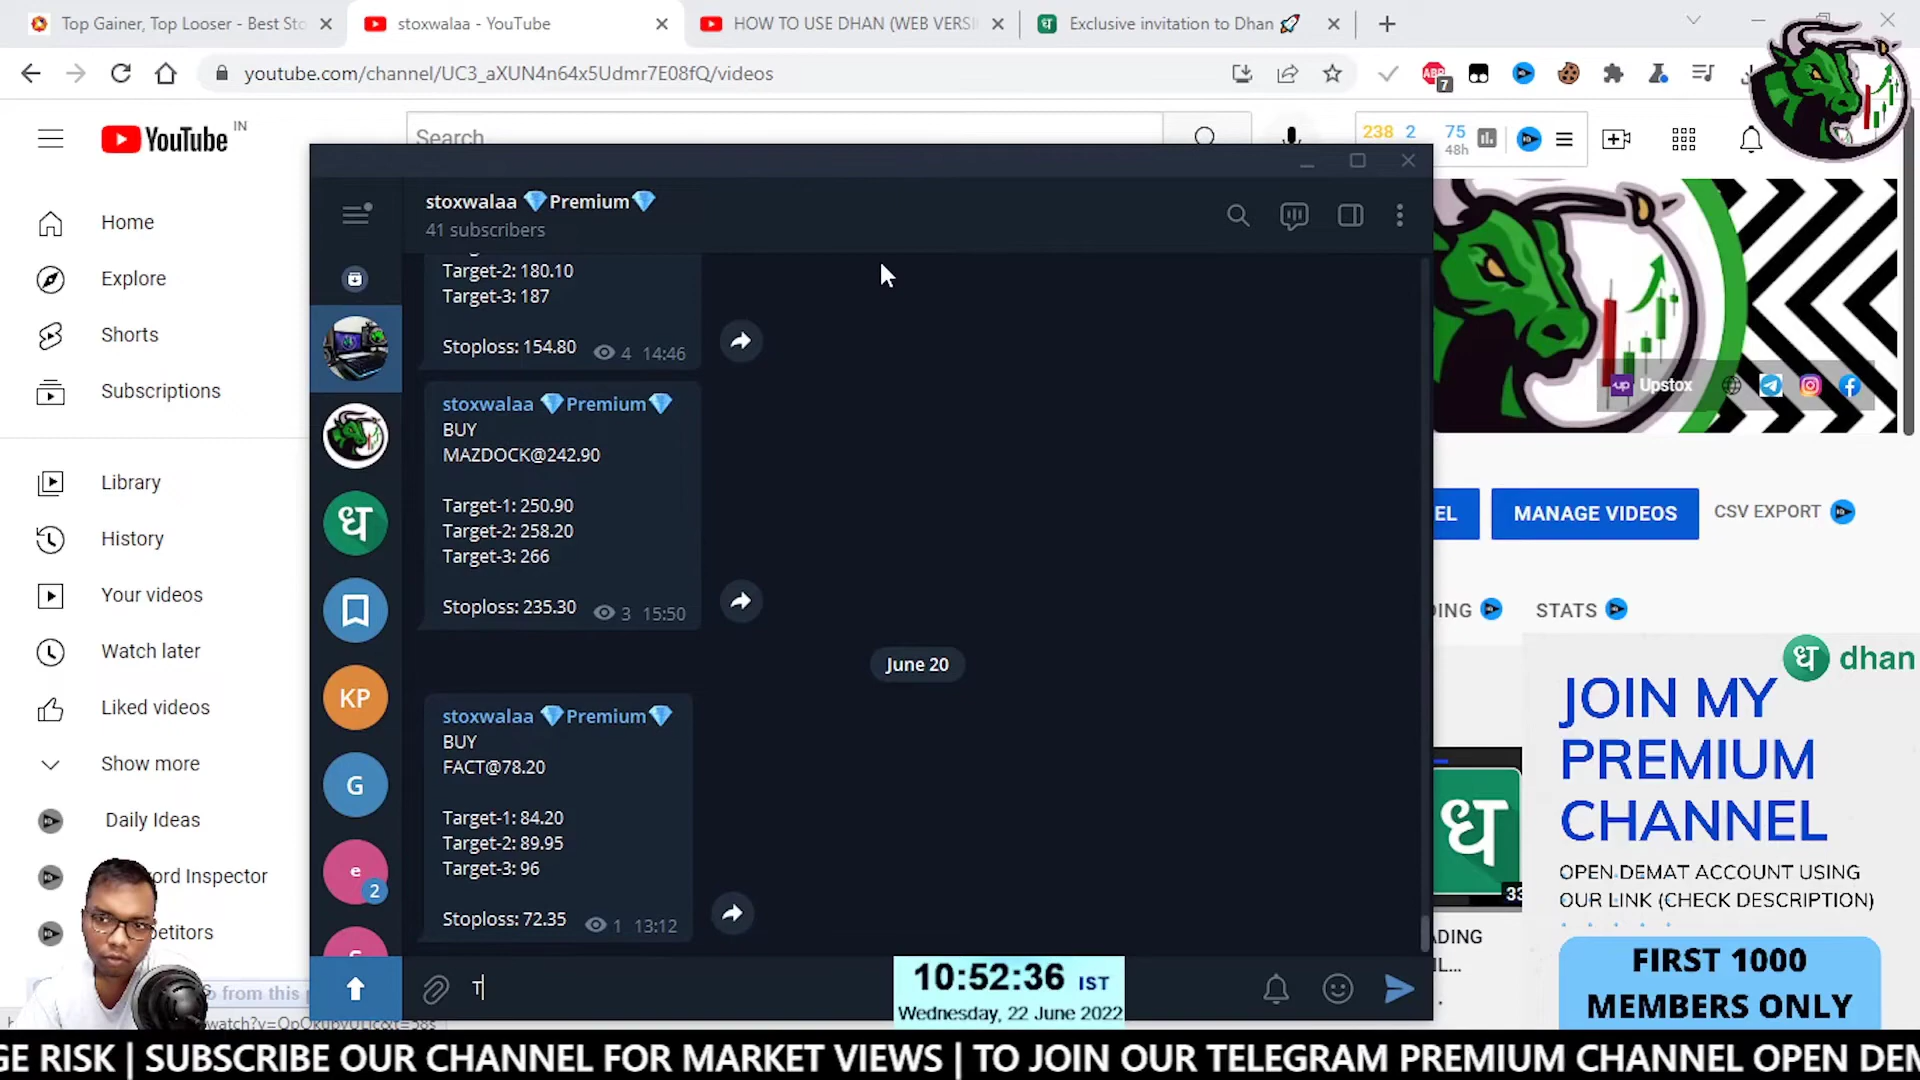 Top Gainer, Top Looser - Best Sto
stoxwalaa - YouTube
HOW TO USE DHAN (WEB VERSI
Exclusive invitation to Dhan 🚀
youtube.com/channel/UC3_aXUN4n64x5Udmr7E08fQ/videos
ABP
7
YouTube
IN
Search
238 2
75
48h
Home
Explore
Shorts
Subscriptions
Library
History
Your videos
Watch later
Liked videos
Show more
Daily Ideas
ord Inspector
petitors
stoxwalaa 💎Premium💎
41 subscribers
Target-2: 180.10
Target-3: 187
Stoploss: 154.80
4 14:46
stoxwalaa 💎Premium💎
BUY
MAZDOCK@242.90
Target-1: 250.90
Target-2: 258.20
Target-3: 266
Stoploss: 235.30
3 15:50
June 20
stoxwalaa 💎Premium💎
BUY
FACT@78.20
Target-1: 84.20
Target-2: 89.95
Target-3: 96
Stoploss: 72.35
1 13:12
ध
KP
G
e
2
T
10:52:36 IST
Wednesday, 22 June 2022
up Upstox
EL
MANAGE VIDEOS
CSV EXPORT
DING
STATS
ध dhan
JOIN MY
PREMIUM
CHANNEL
OPEN DEMAT ACCOUNT USING
OUR LINK (CHECK DESCRIPTION)
FIRST 1000
MEMBERS ONLY
ध
33
ADING
s from this p
GE RISK | SUBSCRIBE OUR CHANNEL FOR MARKET VIEWS | TO JOIN OUR TELEGRAM PREMIUM CHANNEL OPEN DEM